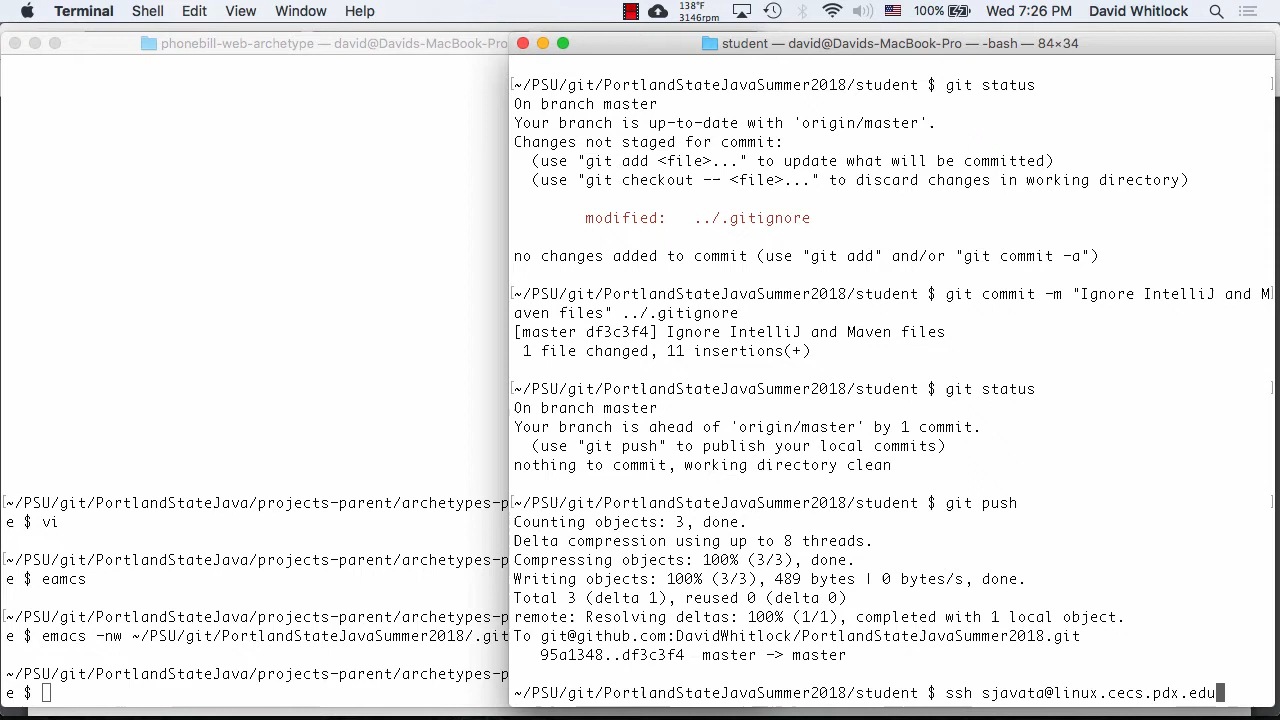 Terminal Shell Edit View Window Help 138°F 3146rpm 100% Wed 7:26 PM David Whitlock
phonebill-web-archetype — david@Davids-MacBook-Pro
~/PSU/git/PortlandStateJava/projects-parent/archetypes-p
e $ vi
~/PSU/git/PortlandStateJava/projects-parent/archetypes-p
e $ eamcs
~/PSU/git/PortlandStateJava/projects-parent/archetypes-p
e $ emacs -nw ~/PSU/git/PortlandStateJavaSummer2018/.git
~/PSU/git/PortlandStateJava/projects-parent/archetypes-p
e $
student — david@Davids-MacBook-Pro — -bash — 84×34
~/PSU/git/PortlandStateJavaSummer2018/student $ git status
On branch master
Your branch is up-to-date with 'origin/master'.
Changes not staged for commit:
(use "git add <file>..." to update what will be committed)
(use "git checkout -- <file>..." to discard changes in working directory)
modified: ../.gitignore
no changes added to commit (use "git add" and/or "git commit -a")
~/PSU/git/PortlandStateJavaSummer2018/student $ git commit -m "Ignore IntelliJ and M
aven files" ../.gitignore
[master df3c3f4] Ignore IntelliJ and Maven files
1 file changed, 11 insertions(+)
~/PSU/git/PortlandStateJavaSummer2018/student $ git status
On branch master
Your branch is ahead of 'origin/master' by 1 commit.
(use "git push" to publish your local commits)
nothing to commit, working directory clean
~/PSU/git/PortlandStateJavaSummer2018/student $ git push
Counting objects: 3, done.
Delta compression using up to 8 threads.
Compressing objects: 100% (3/3), done.
Writing objects: 100% (3/3), 489 bytes | 0 bytes/s, done.
Total 3 (delta 1), reused 0 (delta 0)
remote: Resolving deltas: 100% (1/1), completed with 1 local object.
To git@github.com:DavidWhitlock/PortlandStateJavaSummer2018.git
95a1348..df3c3f4 master -> master
~/PSU/git/PortlandStateJavaSummer2018/student $ ssh sjavata@linux.cecs.pdx.edu